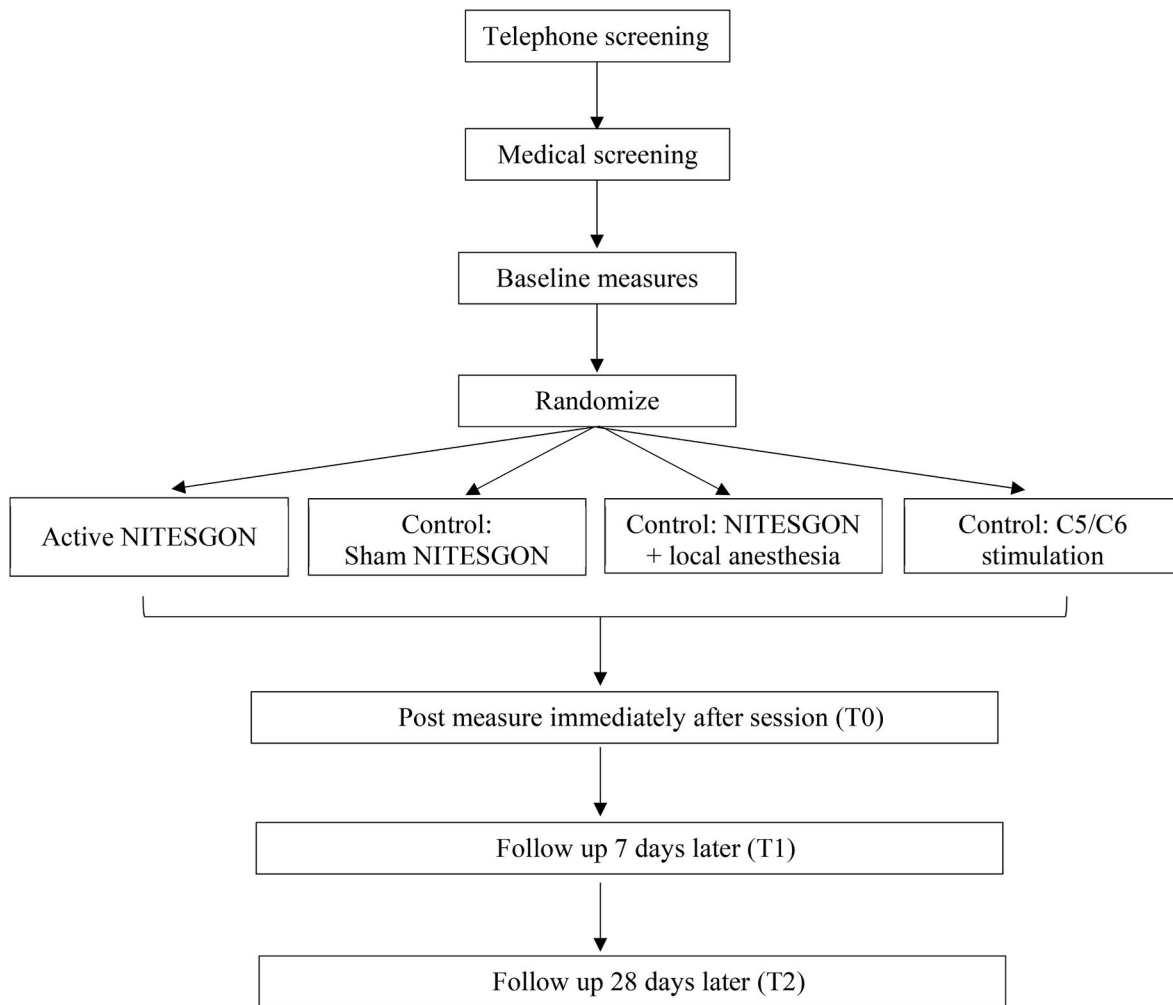 Telephone screening
Medical screening
Baseline measures
Randomize
Active NITESGON
Control:
Sham NITESGON
Control: NITESGON
+ local anesthesia
Control: C5/C6
stimulation
Post measure immediately after session (T0)
Follow up 7 days later (T1)
Follow up 28 days later (T2)